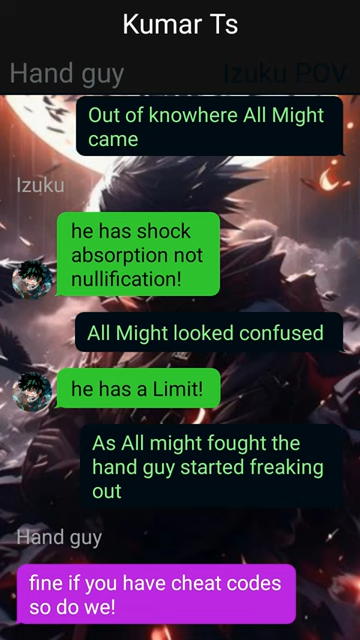 Kumar Ts
Hand guy
Izuku POV
Out of knowhere All Might
came
Izuku
he has shock
absorption not
nullification!
All Might looked confused
he has a Limit!
As All might fought the
hand guy started freaking
out
Hand guy
fine if you have cheat codes
so do we!